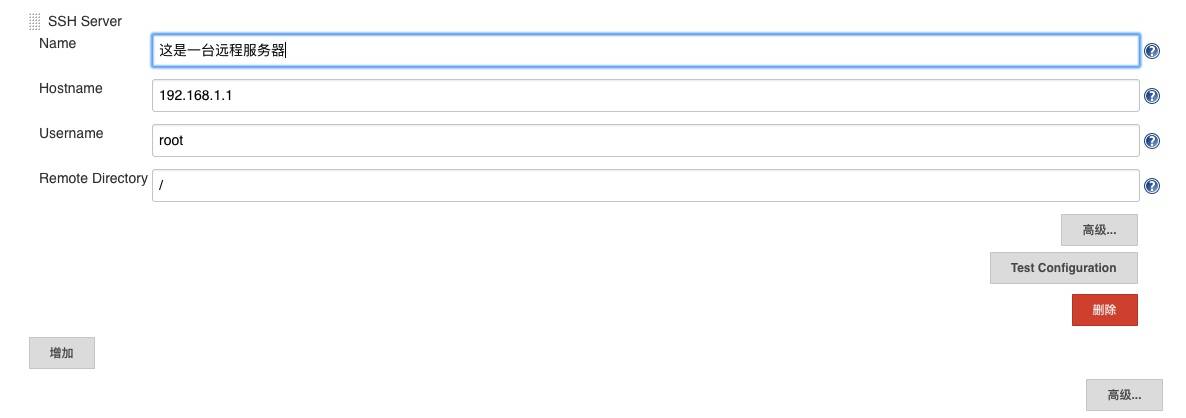 SSH Server
Name 这是一台远程服务器
Hostname 192.168.1.1
Username root
Remote Directory /
高级...
Test Configuration
删除
增加
高级...